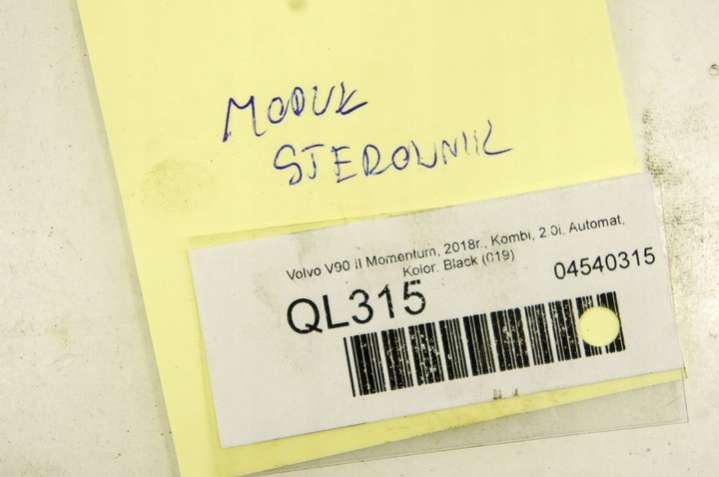 MODUŁ
STEROWNIK
Volvo V90 II Momentum, 2018r., Kombi, 2.0i, Automat,
Kolor: Black (019)
04540315
QL315